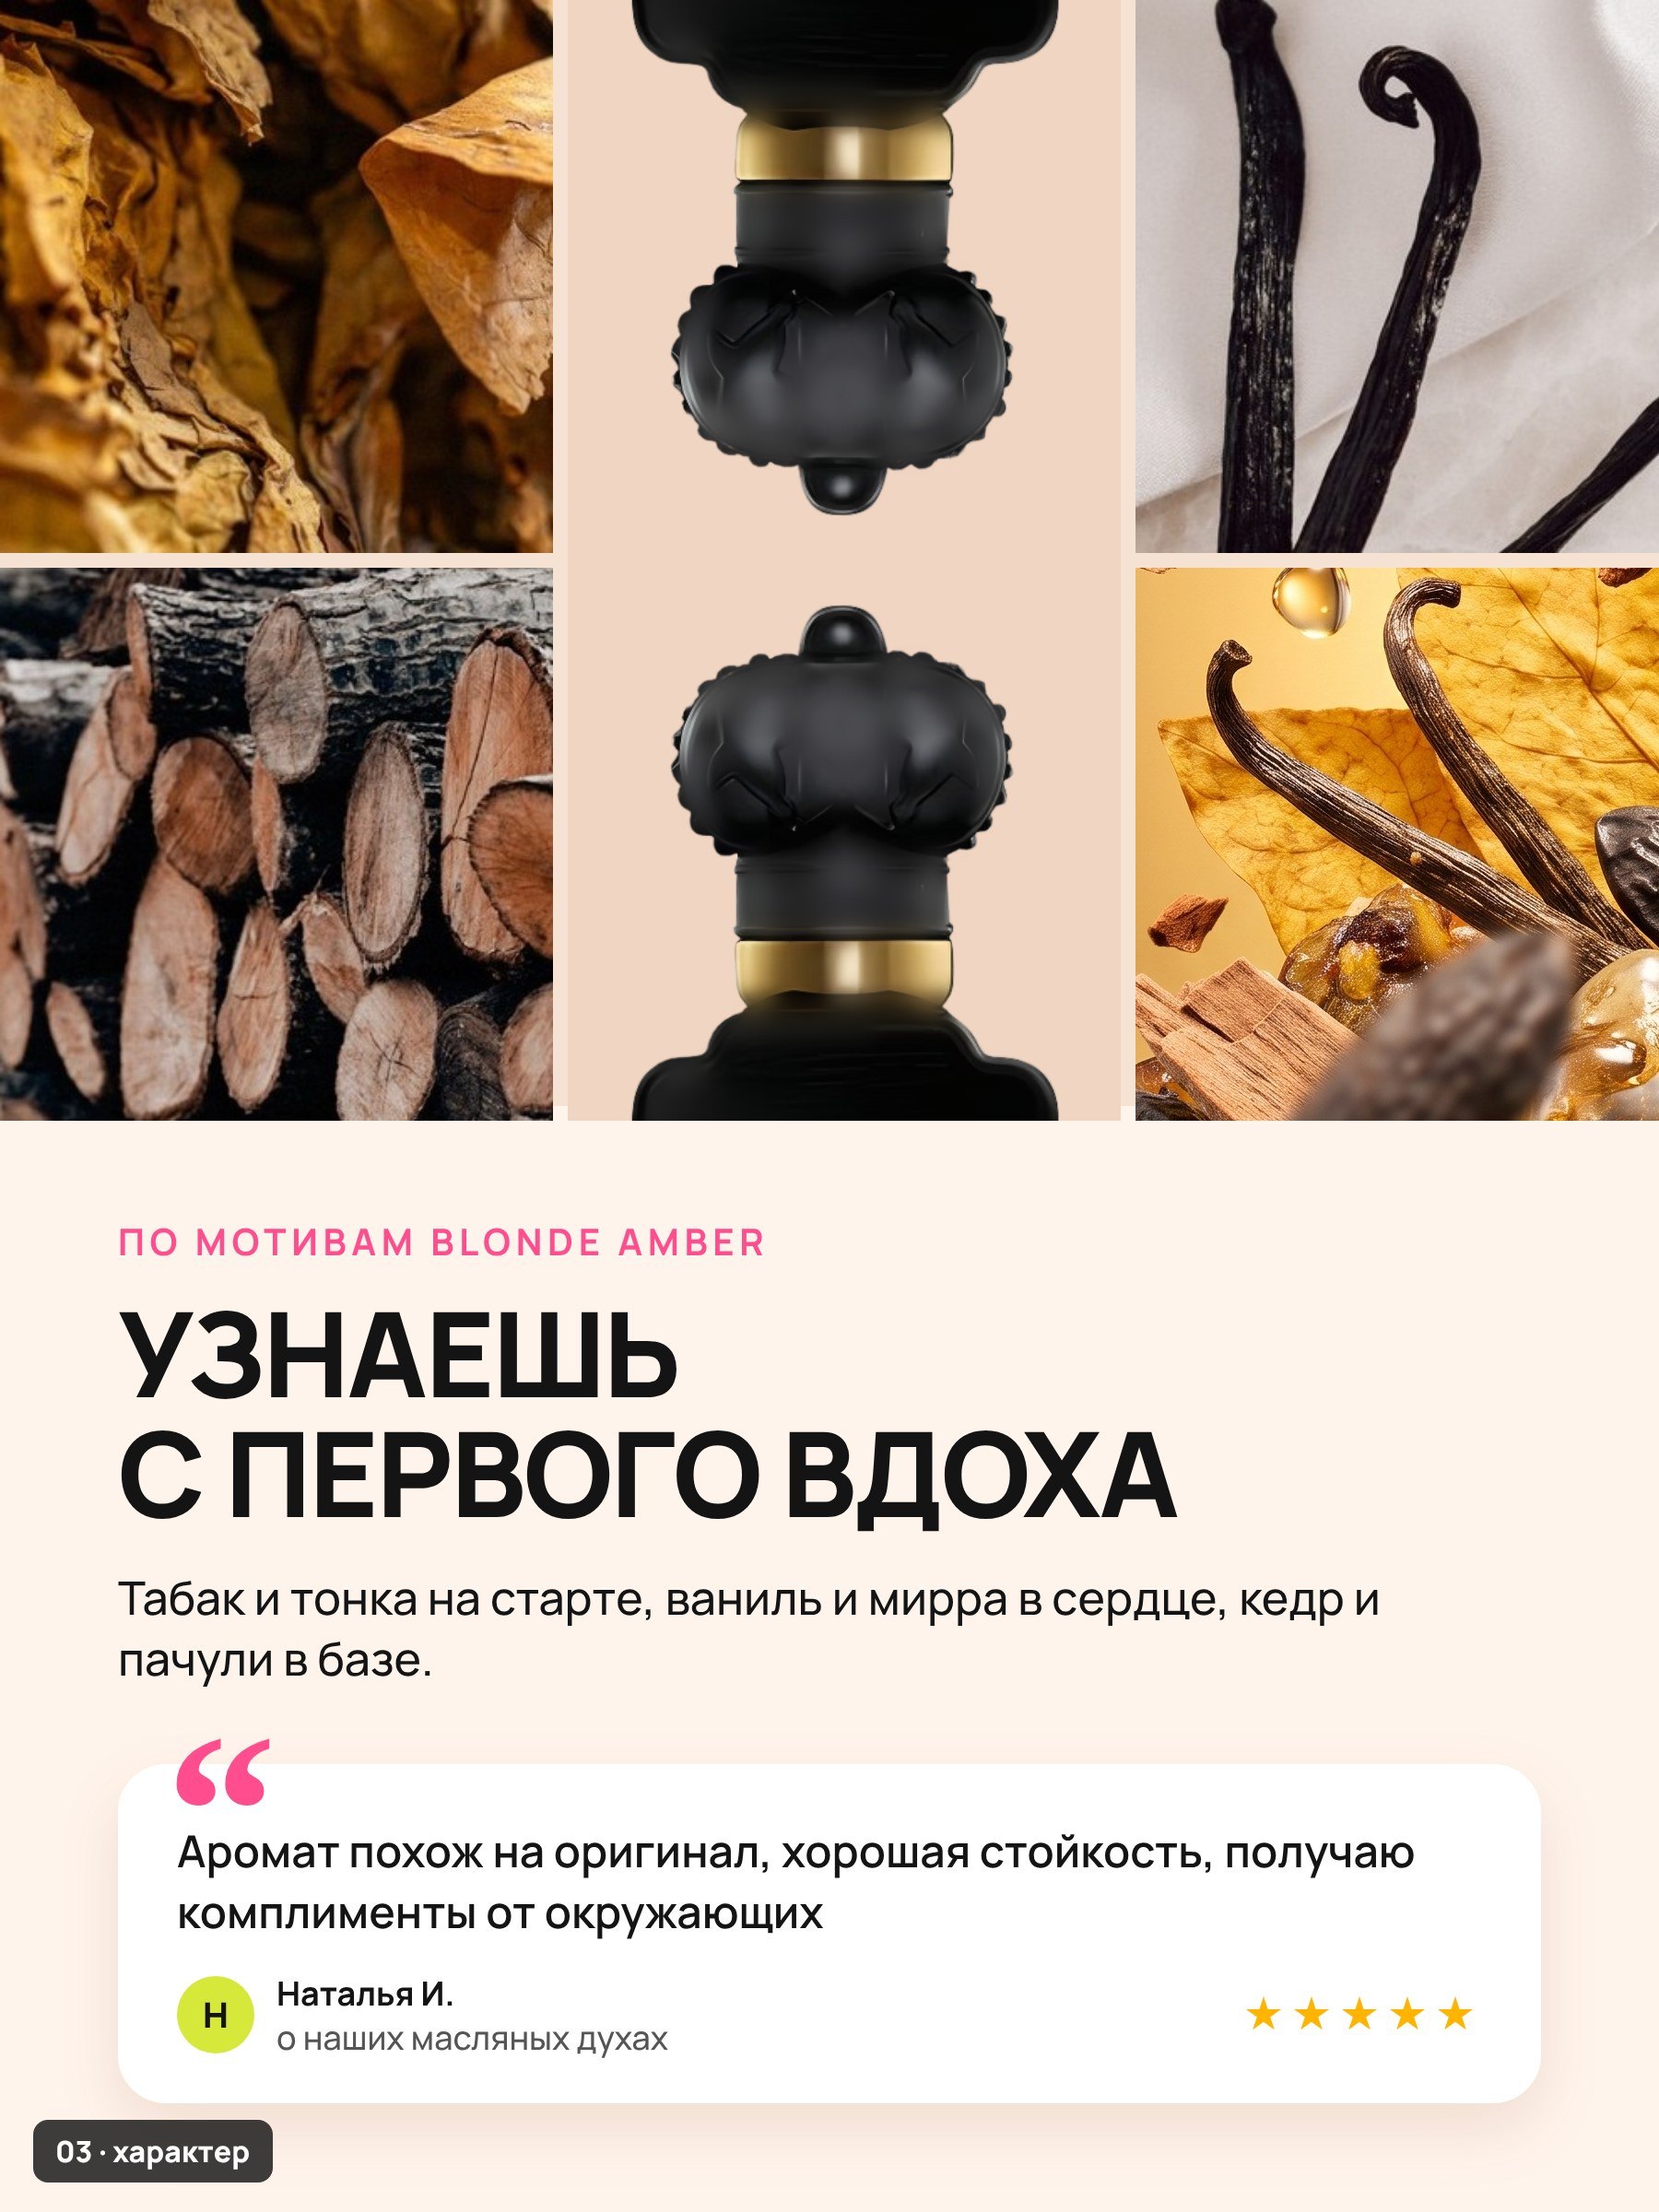 ПО МОТИВАМ BLONDE AMBER
УЗНАЕШЬ
С ПЕРВОГО ВДОХА
Табак и тонка на старте, ваниль и мирра в сердце, кедр и
пачули в базе.
“
Аромат похож на оригинал, хорошая стойкость, получаю
комплименты от окружающих
Н
Наталья И.
о наших масляных духах
★★★★★
03 · характер